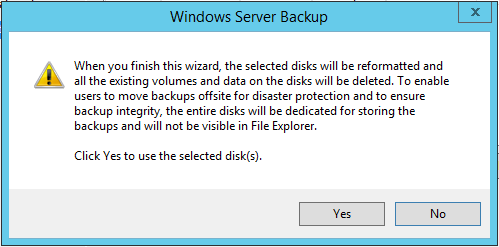 Windows Server Backup
x
When you finish this wizard, the selected disks will be reformatted and
all the existing volumes and data on the disks will be deleted. To enable
users to move backups offsite for disaster protection and to ensure
backup integrity, the entire disks will be dedicated for storing the
backups and will not be visible in File Explorer.
Click Yes to use the selected disk(s).
Yes
No